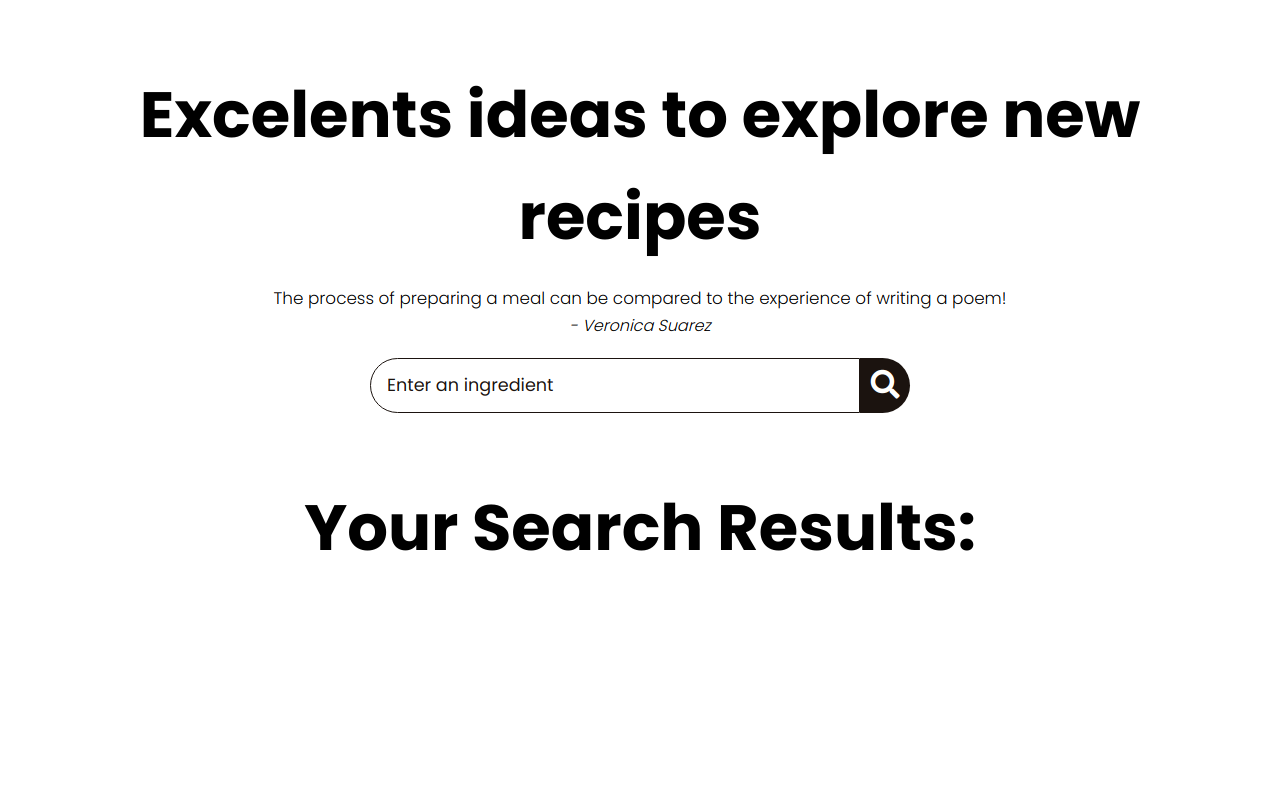 Excelents ideas to explore new
recipes
The process of preparing a meal can be compared to the experience of writing a poem!
- Veronica Suarez
Enter an ingredient
Your Search Results: